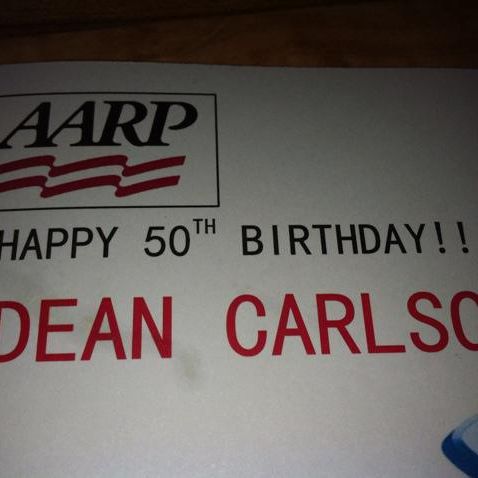 AARP
HAPPY 50TH BIRTHDAY!!
DEAN CARLSO